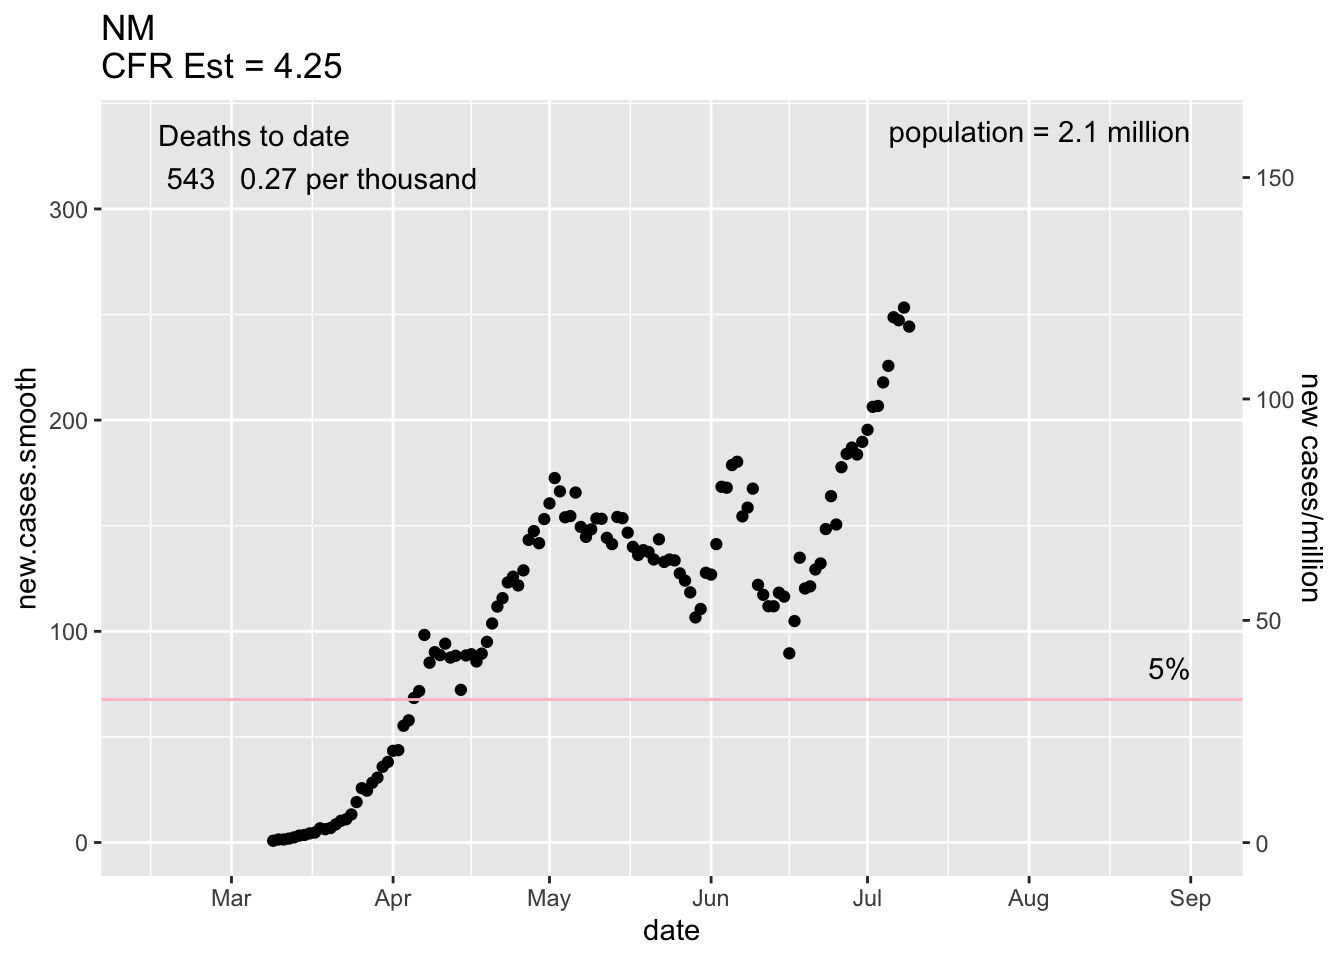 NM
CFR Est = 4.25
Deaths to date
543 0.27 per thousand
population = 2.1 million
300
200
100
0
new.cases.smooth
150
100
50
0
new cases/million
5%
Mar Apr May Jun Jul Aug Sep
date